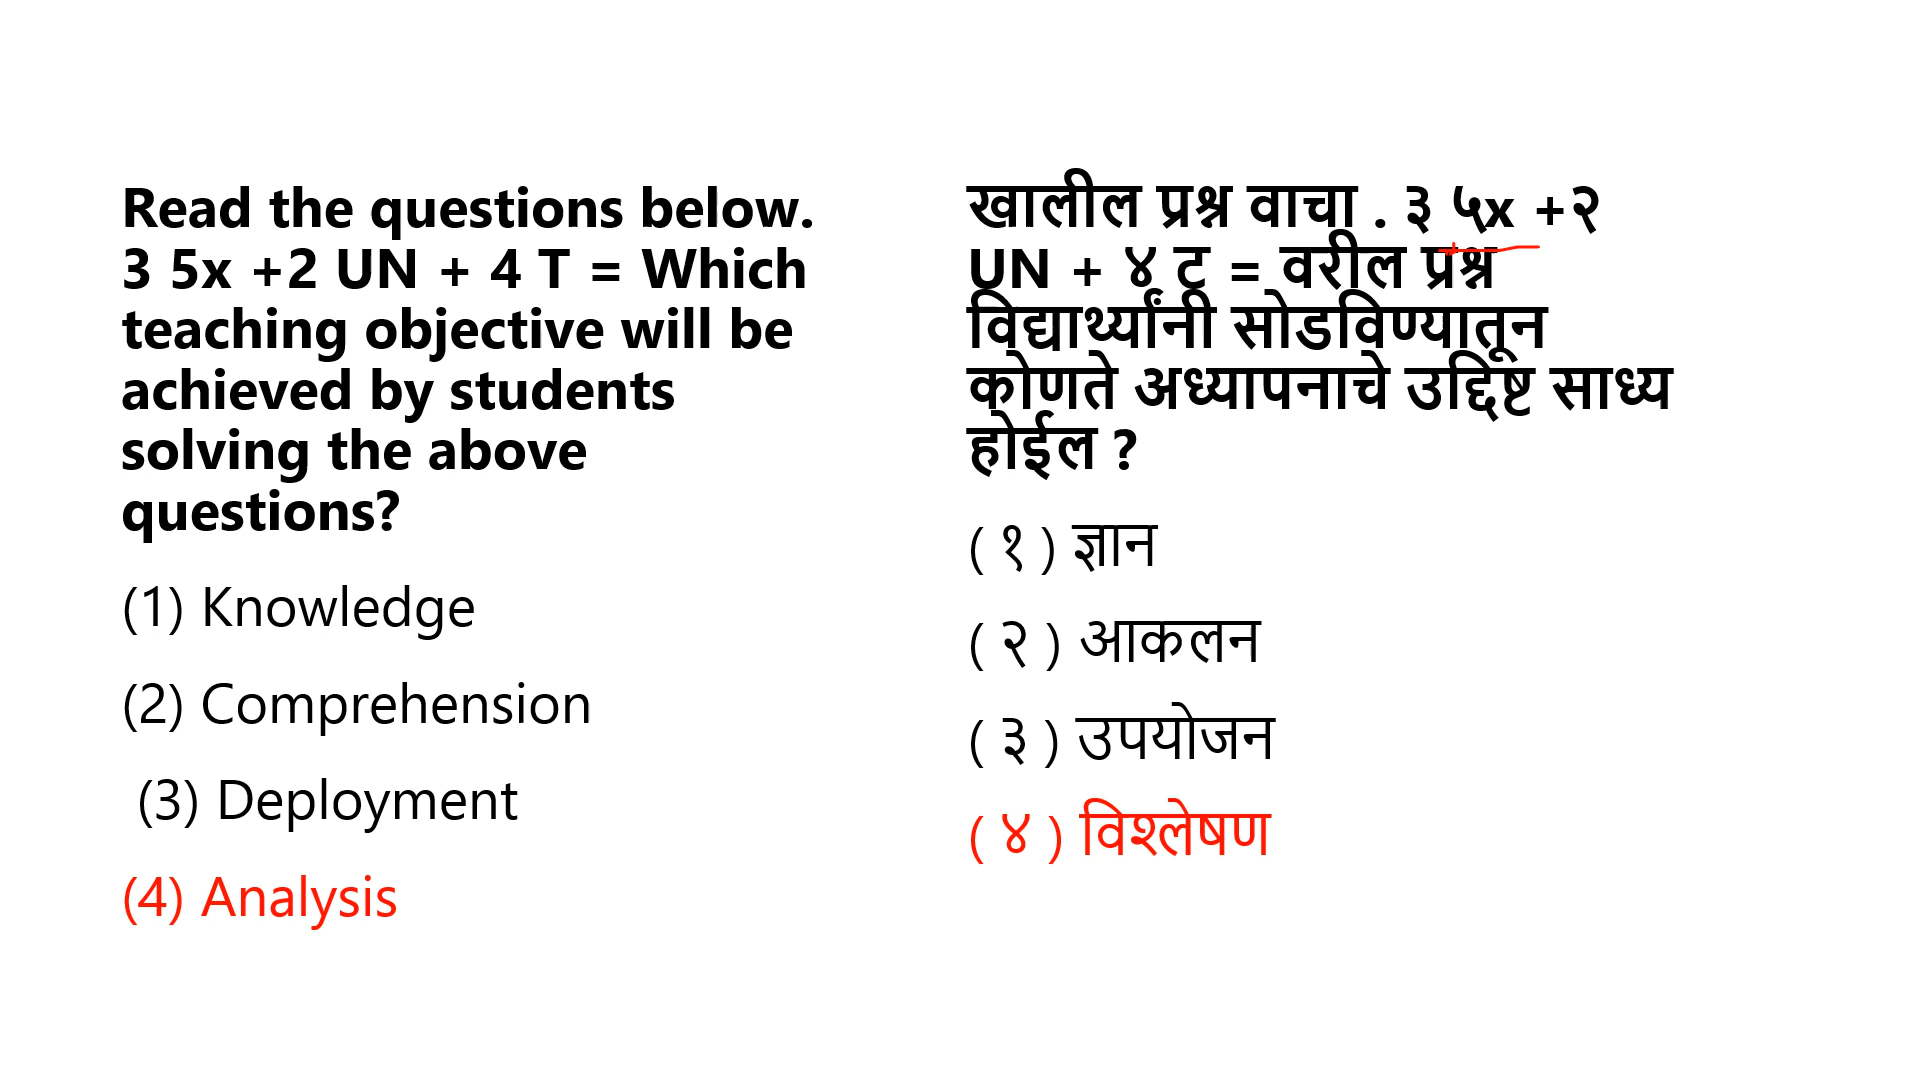 Read the questions below.
3 5x +2 UN + 4 T = Which
teaching objective will be
achieved by students
solving the above
questions?
(1) Knowledge
(2) Comprehension
(3) Deployment
(4) Analysis
खालील प्रश्न वाचा . ३ ५x +२
UN + ४ ट = वरील प्रश्न
विद्यार्थ्यांनी सोडविण्यातून
कोणते अध्यापनाचे उद्दिष्ट साध्य
होईल ?
( १ ) ज्ञान
( २ ) आकलन
( ३ ) उपयोजन
( ४ ) विश्लेषण